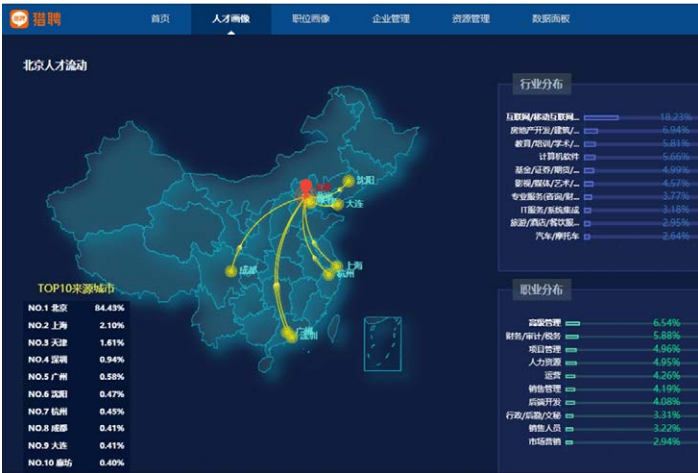 猎聘 首页 人才画像 职位画像 企业管理 资源管理 数据面板
北京人才流动
行业分布
互联网/移动互联网... 18.23%
房地产开发/建筑/... 6.94%
教育/培训/学术/... 5.81%
计算机软件 5.66%
基金/证券/期货/... 4.99%
影视/媒体/艺术/... 4.57%
专业服务(咨询/财... 3.77%
IT服务/系统集成 3.18%
旅游/酒店/餐饮服... 2.95%
汽车/摩托车 2.64%
沈阳
大连
成都
上海
杭州
广州
深圳
TOP10来源城市
NO.1 北京 84.43%
NO.2 上海 2.10%
NO.3 天津 1.61%
NO.4 深圳 0.94%
NO.5 广州 0.58%
NO.6 沈阳 0.47%
NO.7 杭州 0.45%
NO.8 成都 0.41%
NO.9 大连 0.41%
NO.10 廊坊 0.40%
职业分布
高级管理 6.54%
财务/审计/税务 5.88%
项目管理 4.96%
人力资源 4.95%
运营 4.26%
销售管理 4.19%
后端开发 4.08%
行政/后勤/文秘 3.31%
销售人员 3.22%
市场营销 2.94%